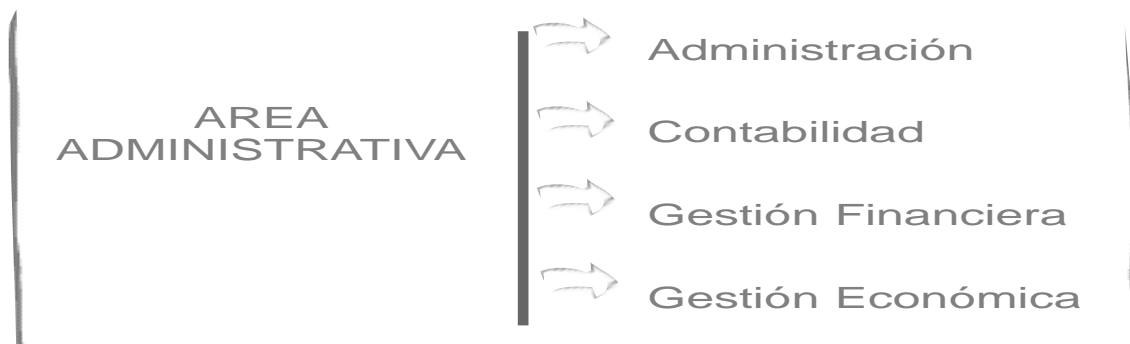 AREA
ADMINISTRATIVA
Administración
Contabilidad
Gestión Financiera
Gestión Económica